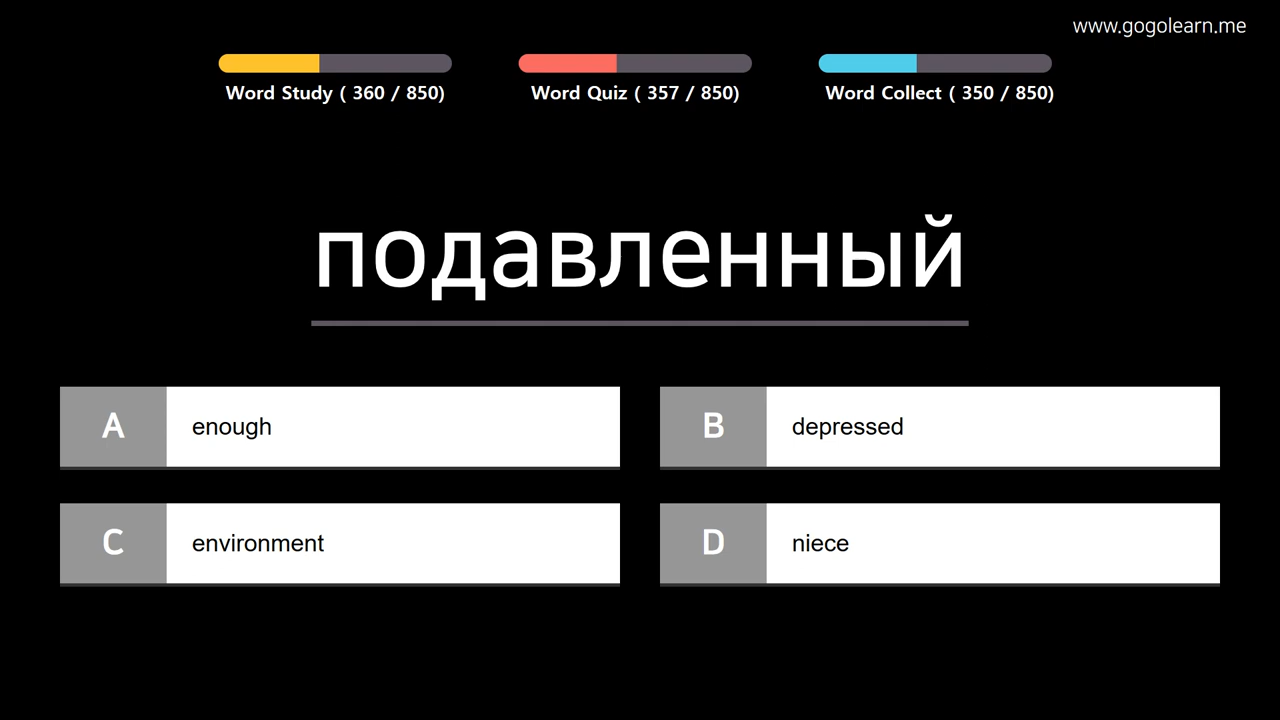 www.gogolearn.me
Word Study ( 360 / 850)
Word Quiz ( 357 / 850)
Word Collect ( 350 / 850)
подавленный
A enough
B depressed
C environment
D niece